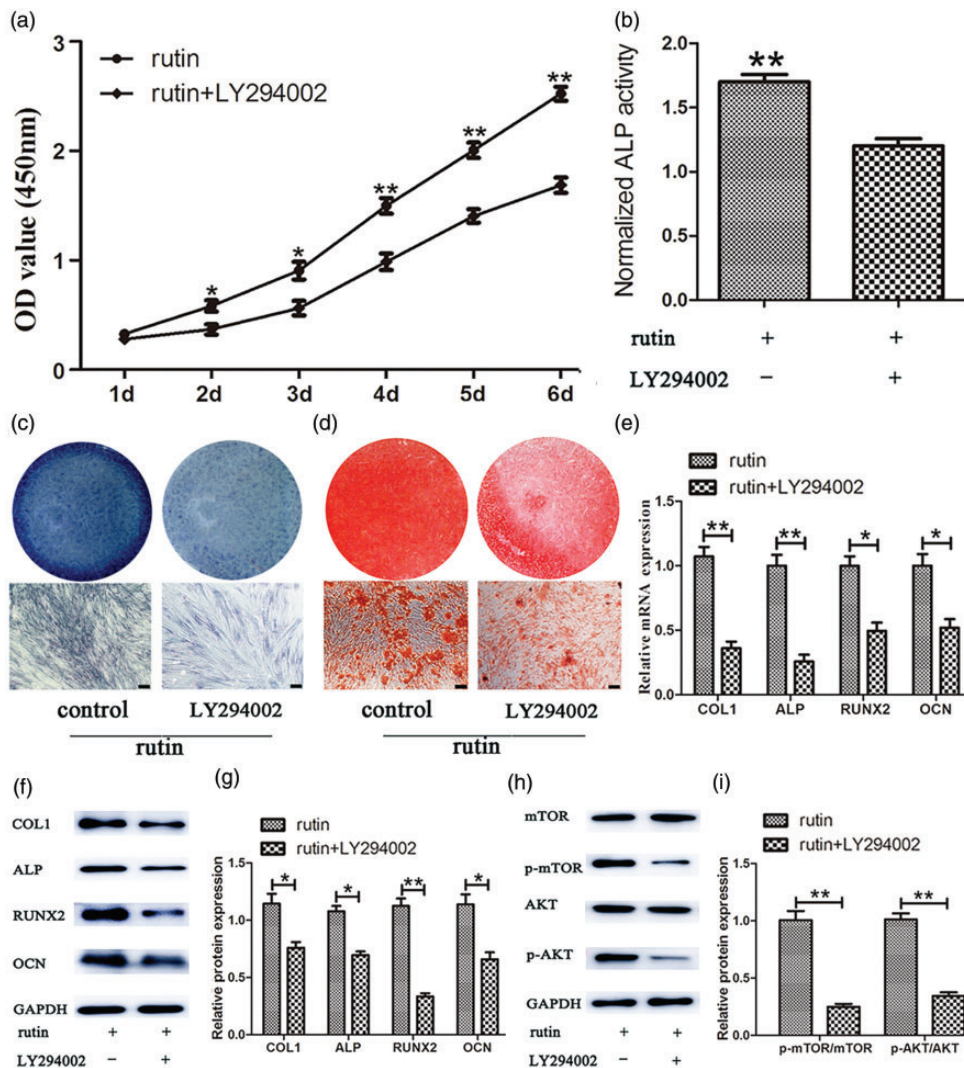 (a)
3
2
1
0
OD value (450nm)
rutin
rutin+LY294002
*
*
**
**
**
1d 2d 3d 4d 5d 6d
(b)
2.0
1.5
1.0
0.5
0.0
Normalized ALP activity
**
rutin + +
LY294002 − +
(c)
control LY294002
rutin
(d)
control LY294002
rutin
(e)
rutin
rutin+LY294002
Relative mRNA expression
1.5
1.0
0.5
0.0
** ** * *
COL1 ALP RUNX2 OCN
(f)
COL1
ALP
RUNX2
OCN
GAPDH
rutin + +
LY294002 − +
(g)
rutin
rutin+LY294002
Relative protein expression
1.5
1.0
0.5
0.0
* * ** *
COL1 ALP RUNX2 OCN
(h)
mTOR
p-mTOR
AKT
p-AKT
GAPDH
rutin + +
LY294002 − +
(i)
rutin
rutin+LY294002
Relative protein expression
1.5
1.0
0.5
0.0
** **
p-mTOR/mTOR p-AKT/AKT